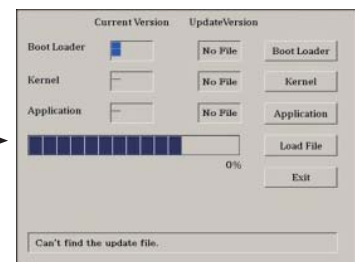 Current Version UpdateVersion
Boot Loader No File Boot Loader
Kernel No File Kernel
Application No File Application
Load File
0%
Exit
Can't find the update file.